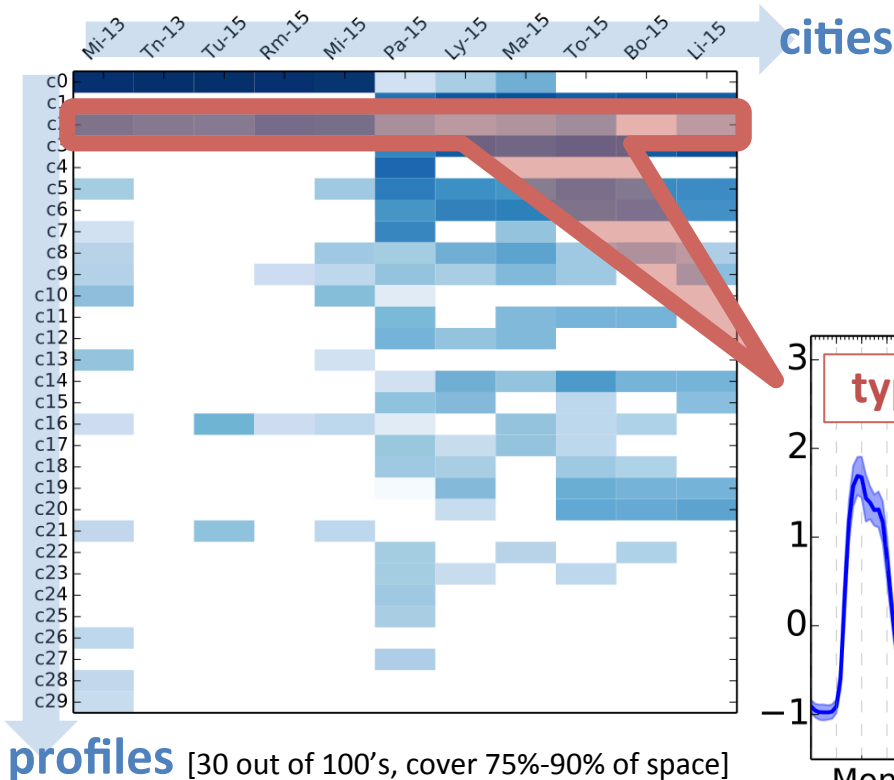 cities
Mi-13 Tn-13 Tu-15 Rm-15 Mi-15 Pa-15 Ly-15 Ma-15 To-15 Bo-15 Li-15
c0
c1
c3
c4
c5
c6
c7
c8
c9
c10
c11
c12
c13
c14
c15
c16
c17
c18
c19
c20
c21
c22
c23
c24
c25
c26
c27
c28
c29
profiles [30 out of 100's, cover 75%-90% of space]
3
2
1
0
−1